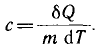 c = δQ / m dT.